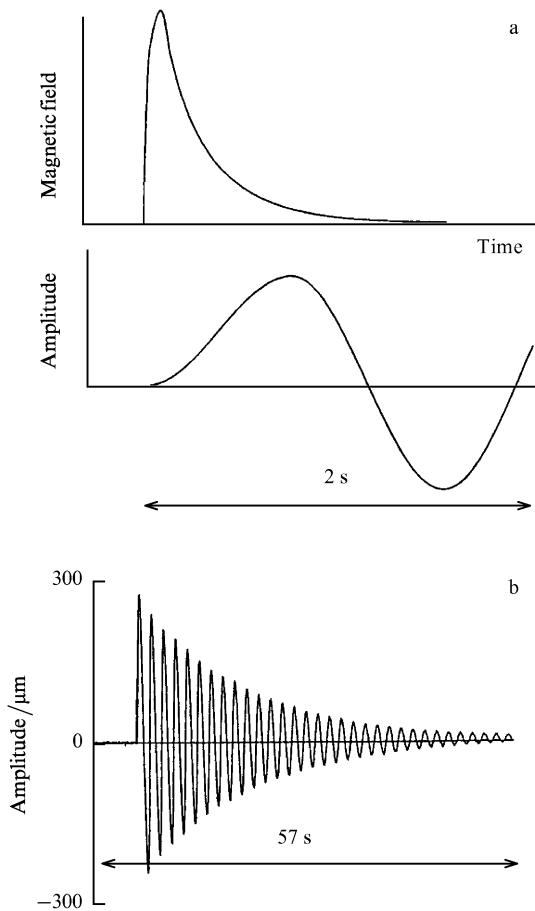 a
Magnetic field
Time
Amplitude
2 s
b
300
Amplitude/μm
0
57 s
−300